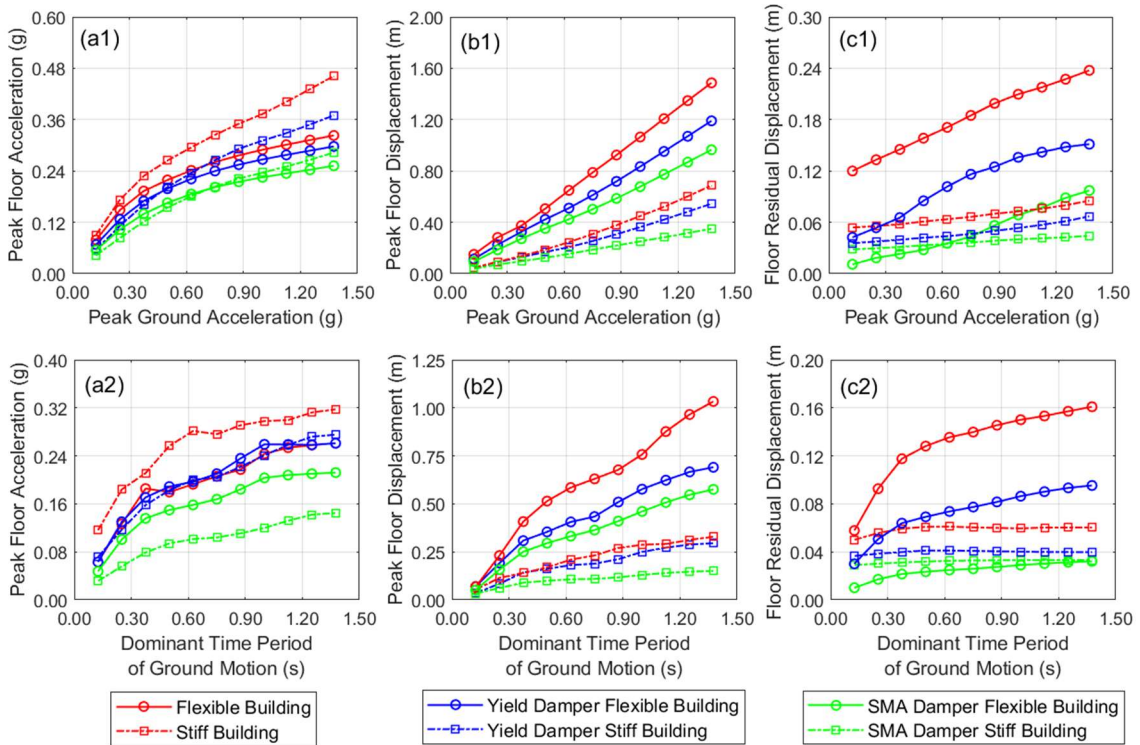 (a1)
Peak Floor Acceleration (g)
0.60
0.48
0.36
0.24
0.12
0.00
0.00 0.30 0.60 0.90 1.20 1.50
Peak Ground Acceleration (g)
(b1)
Peak Floor Displacement (m)
2.00
1.60
1.20
0.80
0.40
0.00
0.00 0.30 0.60 0.90 1.20 1.50
Peak Ground Acceleration (g)
(c1)
Floor Residual Displacement (m
0.30
0.24
0.18
0.12
0.06
0.00
0.00 0.30 0.60 0.90 1.20 1.50
Peak Ground Acceleration (g)
(a2)
Peak Floor Acceleration (g)
0.40
0.32
0.24
0.16
0.08
0.00
0.00 0.30 0.60 0.90 1.20 1.50
Dominant Time Period
of Ground Motion (s)
(b2)
Peak Floor Displacement (m)
1.25
1.00
0.75
0.50
0.25
0.00
0.00 0.30 0.60 0.90 1.20 1.50
Dominant Time Period
of Ground Motion (s)
(c2)
Floor Residual Displacement (m
0.20
0.16
0.12
0.08
0.04
0.00
0.00 0.30 0.60 0.90 1.20 1.50
Dominant Time Period
of Ground Motion (s)
Flexible Building
Stiff Building
Yield Damper Flexible Building
Yield Damper Stiff Building
SMA Damper Flexible Building
SMA Damper Stiff Building